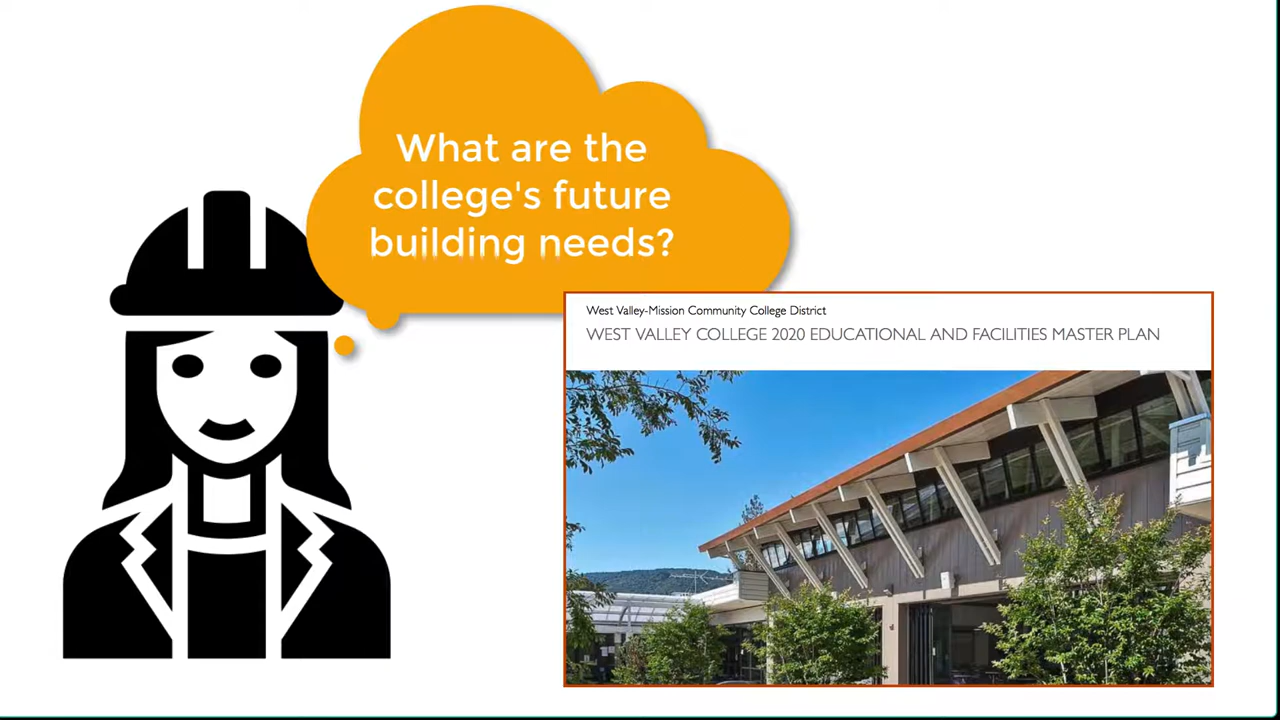 What are the
college's future
building needs?
West Valley-Mission Community College District
WEST VALLEY COLLEGE 2020 EDUCATIONAL AND FACILITIES MASTER PLAN